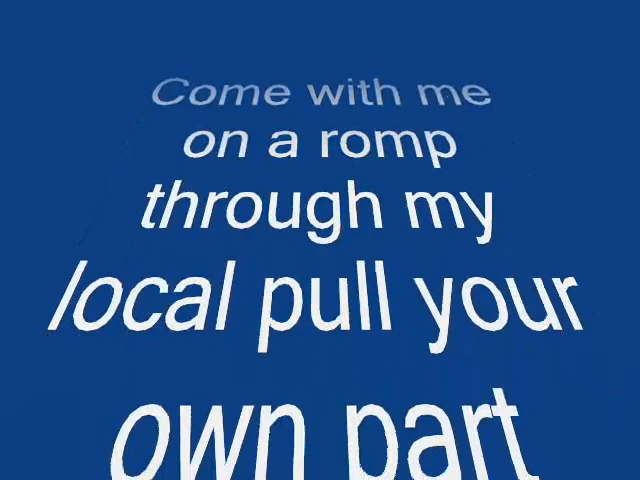 Come with me
on a romp
through my
local pull your
own part